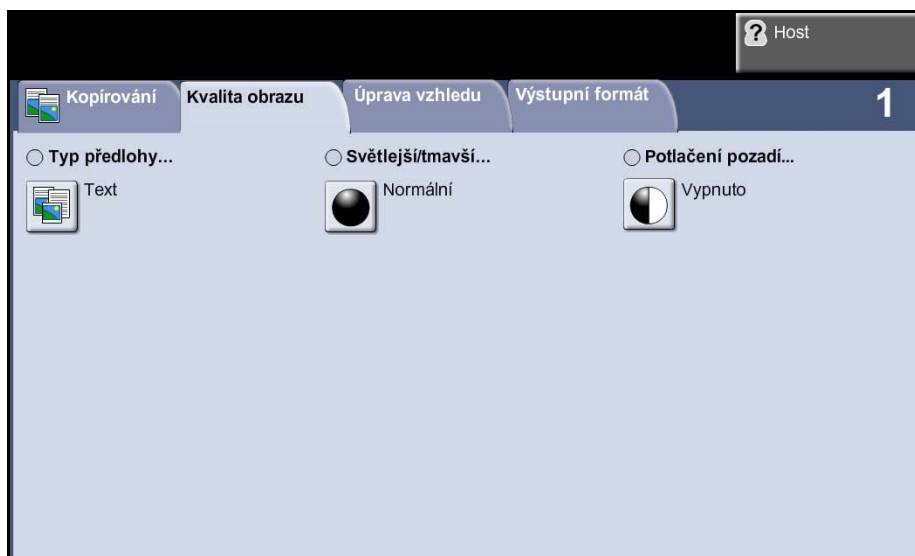 ? Host
Kopírování Kvalita obrazu Úprava vzhledu Výstupní formát 1
Typ předlohy... Světlejší/tmavší... Potlačení pozadí...
Text Normální Vypnuto